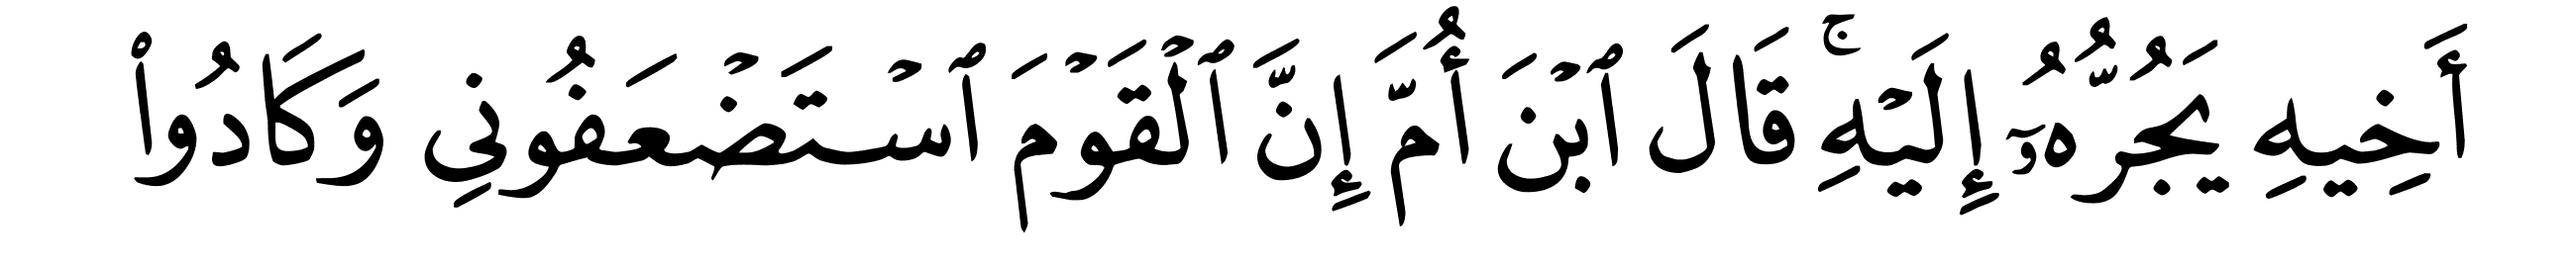 أَخِيهِ يَجُرُّهُۥٓ إِلَيۡهِۚ قَالَ ٱبۡنَ أُمَّ إِنَّ ٱلۡقَوۡمَ ٱسۡتَضۡعَفُونِي وَكَادُواْ